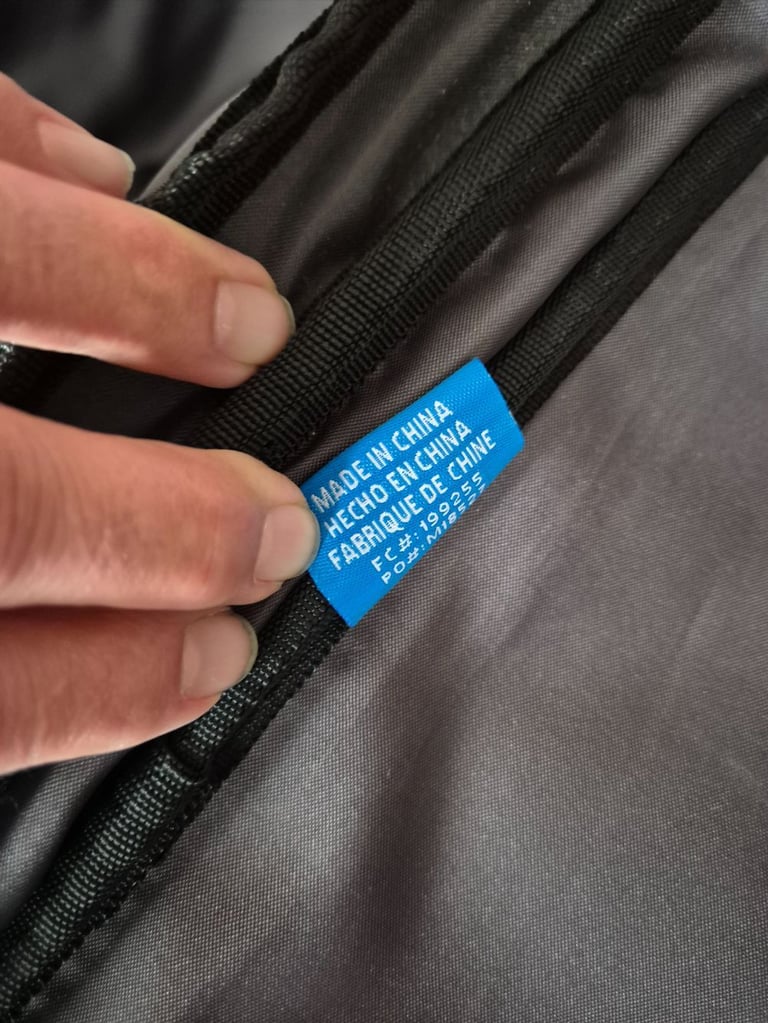 MADE IN CHINA
HECHO EN CHINA
FABRIQUE DE CHINE
FC#: 199255
PO#: